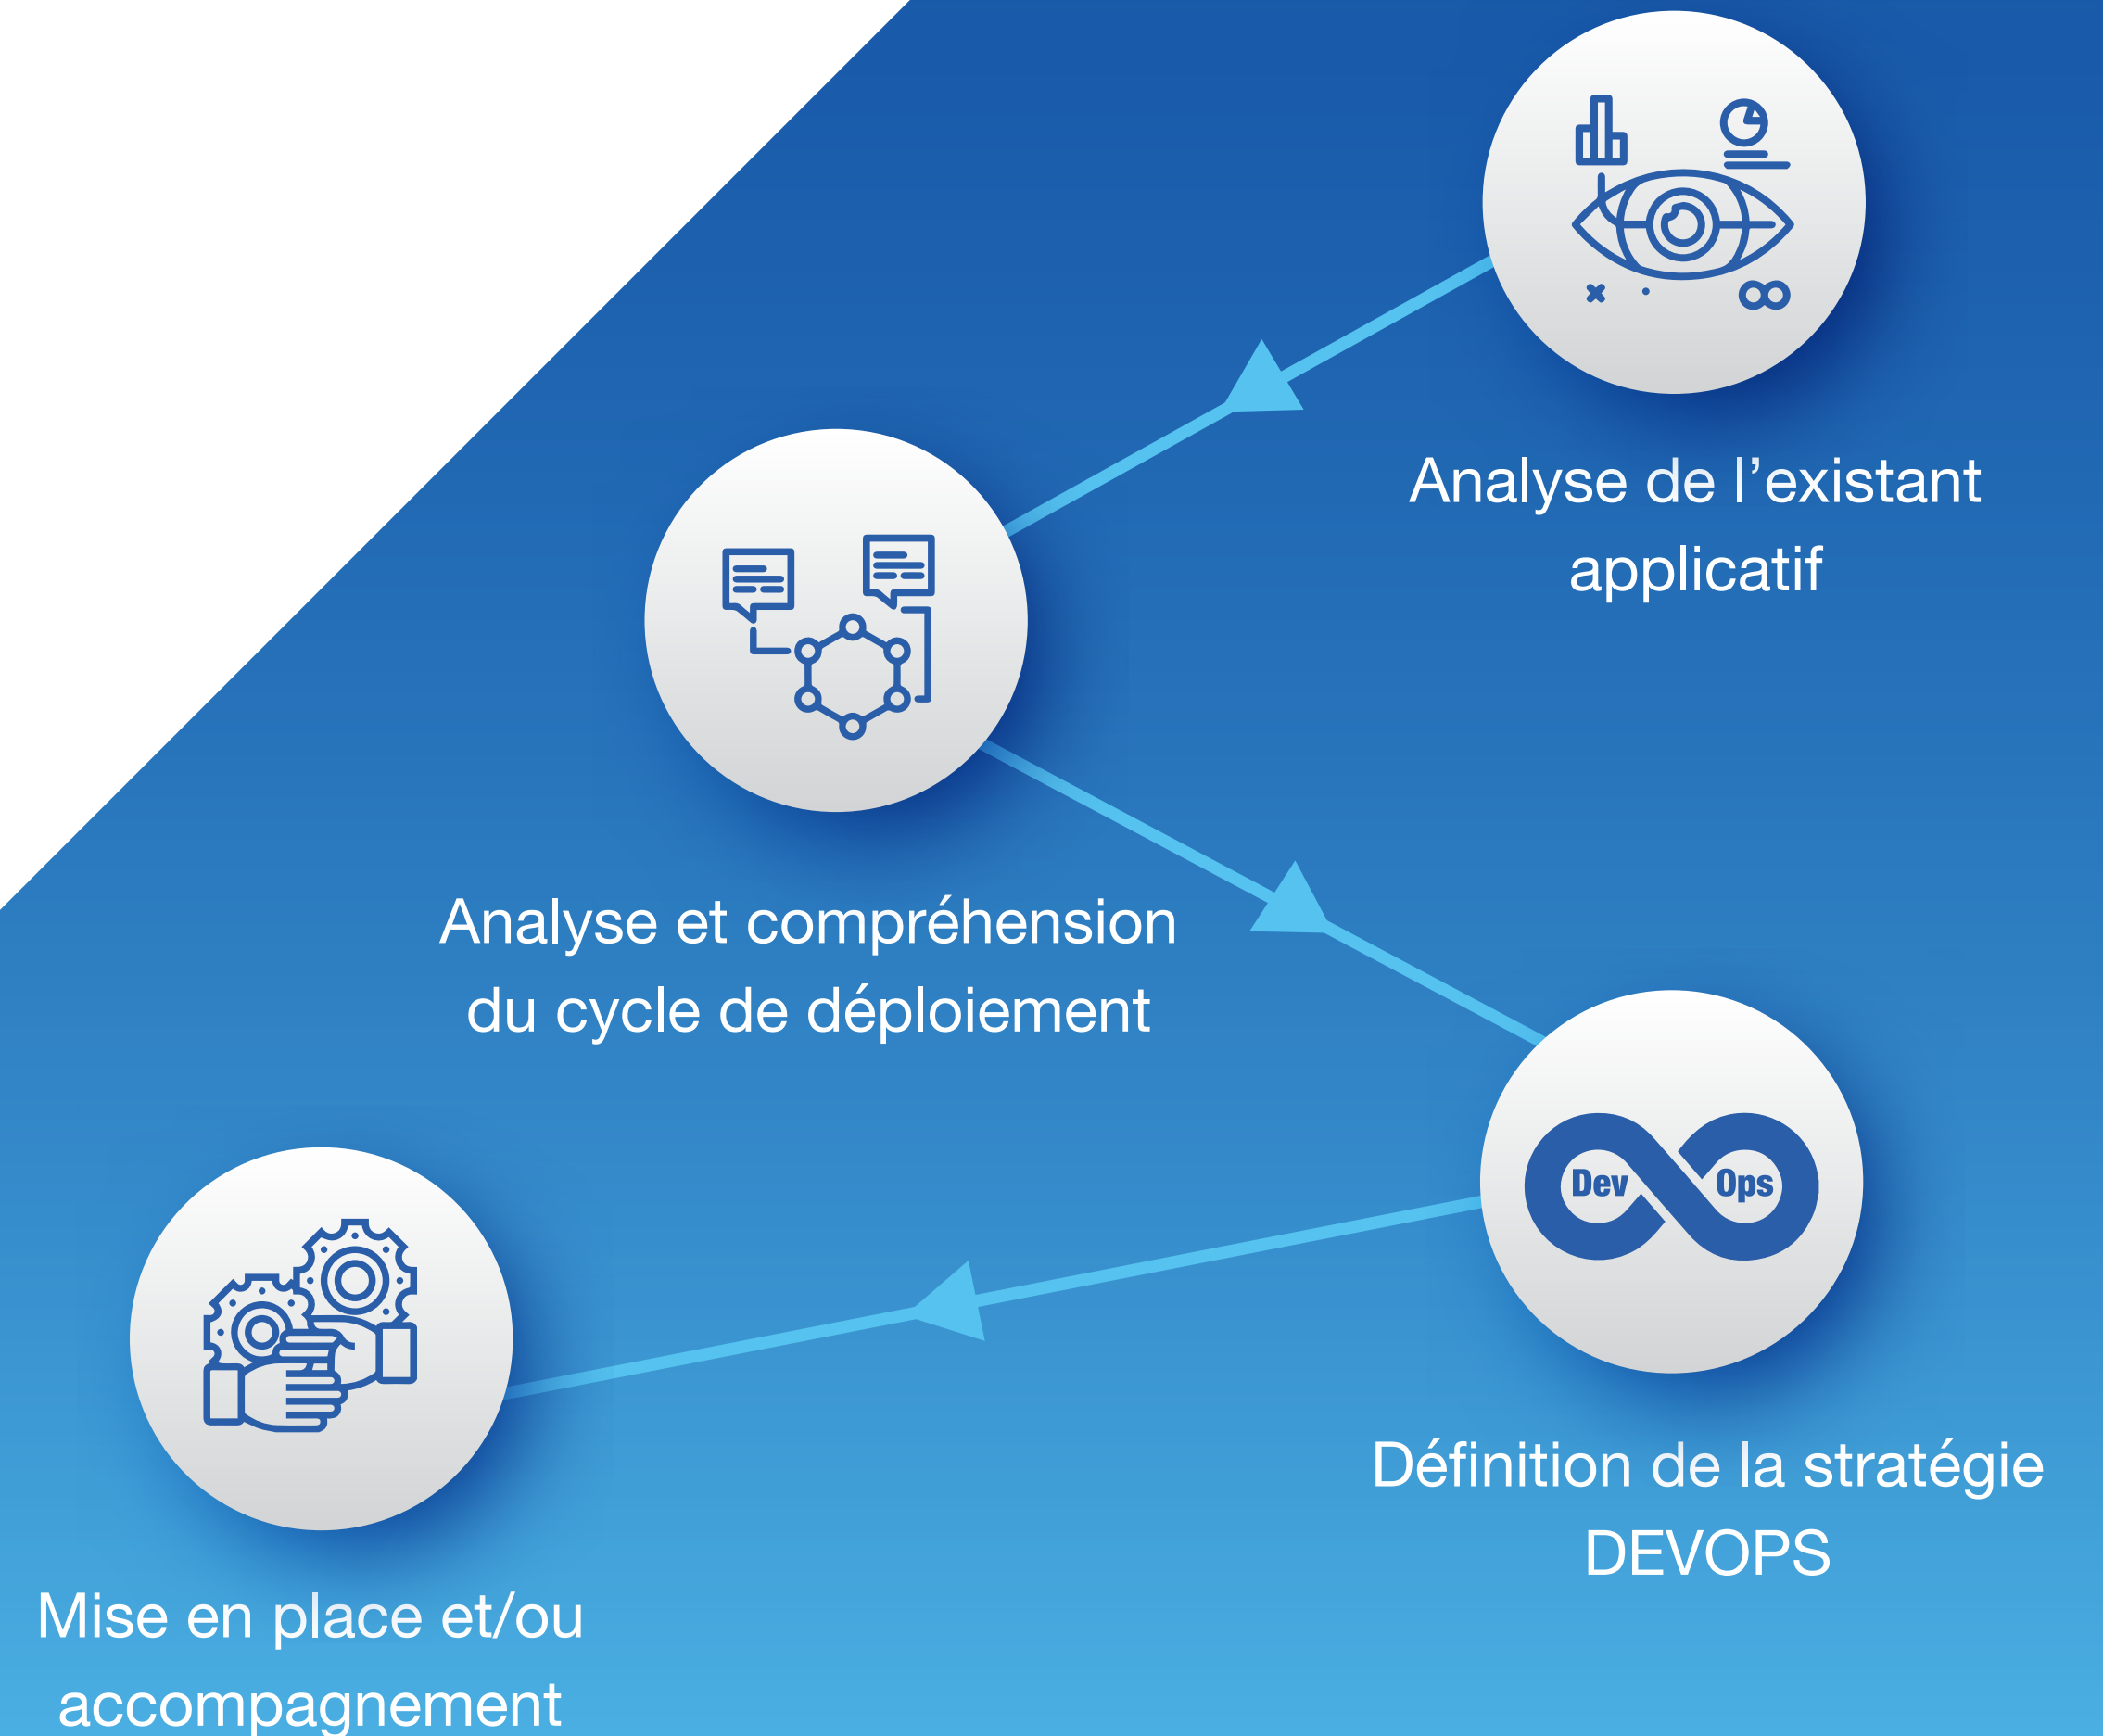 Analyse de l’existant
applicatif
Analyse et compréhension
du cycle de déploiement
Dev Ops
Définition de la stratégie
DEVOPS
Mise en place et/ou
accompagnement